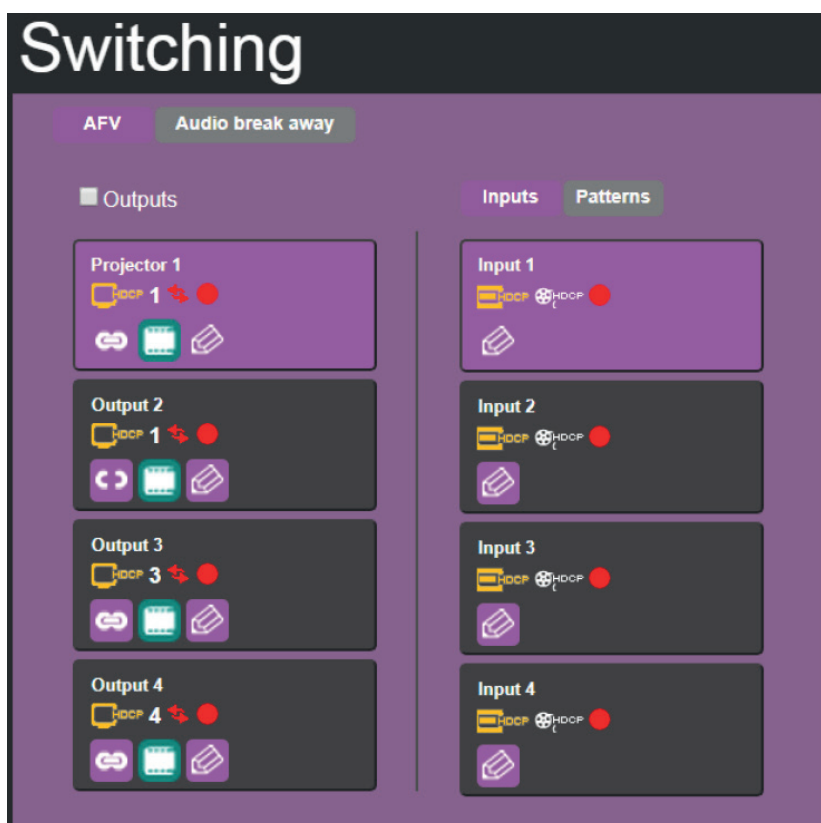 Switching
AFV Audio break away
Outputs
Inputs Patterns
Projector 1
HDCP 1
Output 2
HDCP 1
Output 3
HDCP 3
Output 4
HDCP 4
Input 1
HDCP HDCP
Input 2
HDCP HDCP
Input 3
HDCP HDCP
Input 4
HDCP HDCP